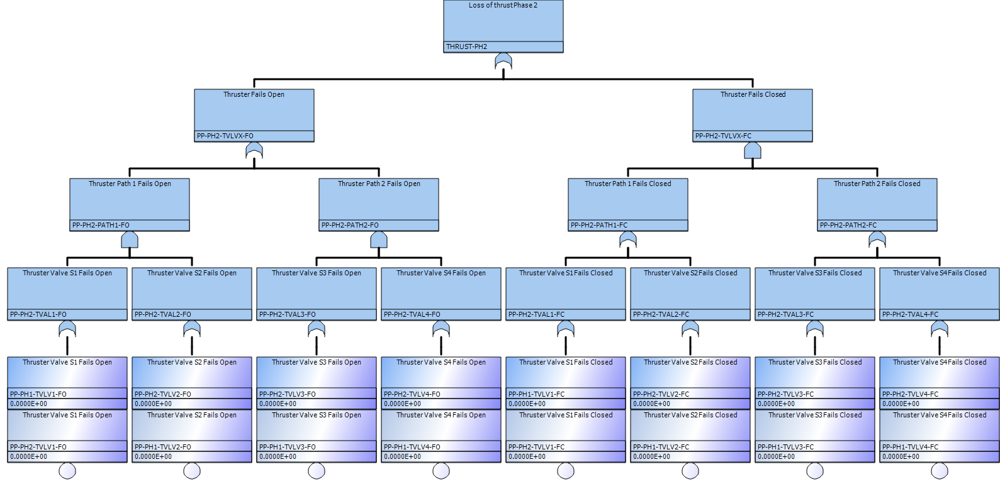 Loss of thrust Phase 2
THRUST-PH2
Thruster Fails Open
Thruster Fails Closed
PP-PH2-TVLVX-FO
PP-PH2-TVLVX-FC
Thruster Path 1 Fails Open
Thruster Path 2 Fails Open
Thruster Path 1 Fails Closed
Thruster Path 2 Fails Closed
PP-PH2-PATH1-FO
PP-PH2-PATH2-FO
PP-PH2-PATH1-FC
PP-PH2-PATH2-FC
Thruster Valve S1 Fails Open
Thruster Valve S2 Fails Open
Thruster Valve S3 Fails Open
Thruster Valve S4 Fails Open
Thruster Valve S1 Fails Closed
Thruster Valve S2 Fails Closed
Thruster Valve S3 Fails Closed
Thruster Valve S4 Fails Closed
PP-PH2-TVAL1-FO
PP-PH2-TVAL2-FO
PP-PH2-TVAL3-FO
PP-PH2-TVAL4-FO
PP-PH2-TVAL1-FC
PP-PH2-TVAL2-FC
PP-PH2-TVAL3-FC
PP-PH2-TVAL4-FC
Thruster Valve S1 Fails Open
Thruster Valve S2 Fails Open
Thruster Valve S3 Fails Open
Thruster Valve S4 Fails Open
Thruster Valve S1 Fails Closed
Thruster Valve S2 Fails Closed
Thruster Valve S3 Fails Closed
Thruster Valve S4 Fails Closed
PP-PH1-TVLV1-FO
PP-PH2-TVLV2-FO
PP-PH2-TVLV3-FO
PP-PH2-TVLV4-FO
PP-PH1-TVLV1-FC
PP-PH2-TVLV2-FC
PP-PH2-TVLV3-FC
PP-PH2-TVLV4-FC
0.0000E+00
0.0000E+00
0.0000E+00
0.0000E+00
0.0000E+00
0.0000E+00
0.0000E+00
0.0000E+00
Thruster Valve S1 Fails Open
Thruster Valve S2 Fails Open
Thruster Valve S3 Fails Open
Thruster Valve S4 Fails Open
Thruster Valve S1 Fails Closed
Thruster Valve S2 Fails Closed
Thruster Valve S3 Fails Closed
Thruster Valve S4 Fails Closed
PP-PH2-TVLV1-FO
PP-PH1-TVLV2-FO
PP-PH1-TVLV3-FO
PP-PH1-TVLV4-FO
PP-PH2-TVLV1-FC
PP-PH1-TVLV2-FC
PP-PH1-TVLV3-FC
PP-PH1-TVLV4-FC
0.0000E+00
0.0000E+00
0.0000E+00
0.0000E+00
0.0000E+00
0.0000E+00
0.0000E+00
0.0000E+00